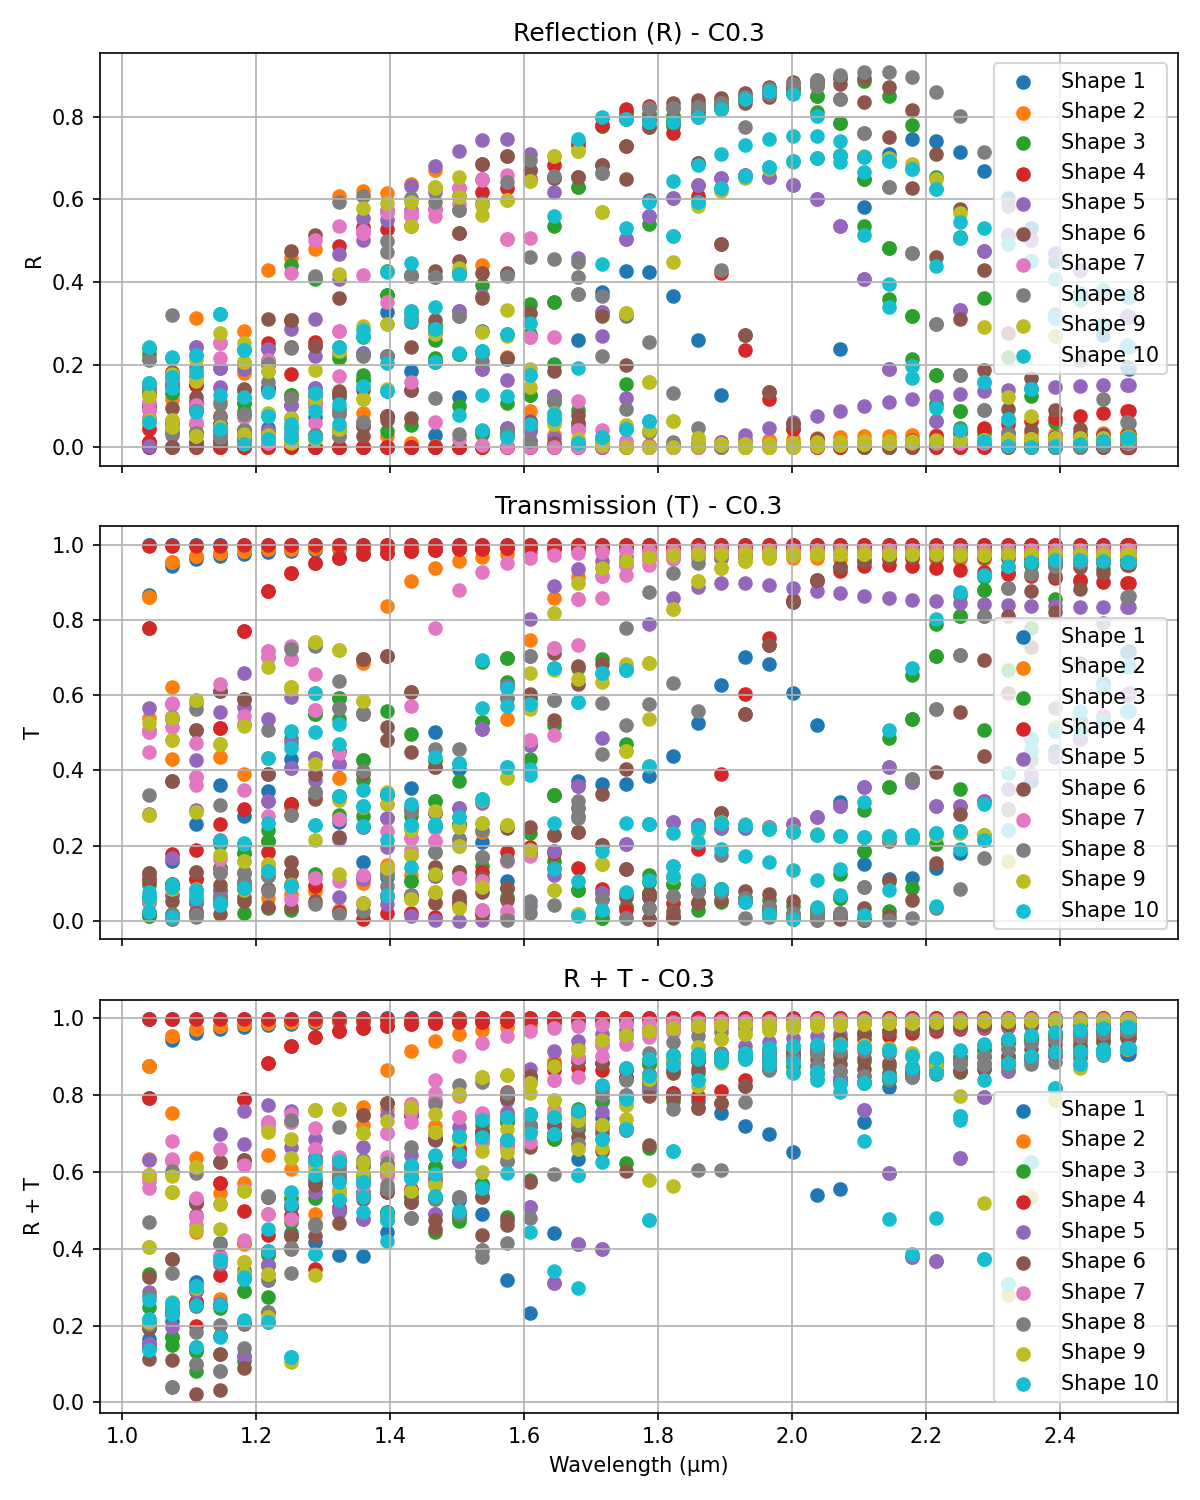 Reflection (R) - C0.3
R
0.8
0.6
0.4
0.2
0.0
Shape 1
Shape 2
Shape 3
Shape 4
Shape 5
Shape 6
Shape 7
Shape 8
Shape 9
Shape 10
Transmission (T) - C0.3
T
1.0
0.8
0.6
0.4
0.2
0.0
Shape 1
Shape 2
Shape 3
Shape 4
Shape 5
Shape 6
Shape 7
Shape 8
Shape 9
Shape 10
R + T - C0.3
R + T
1.0
0.8
0.6
0.4
0.2
0.0
Shape 1
Shape 2
Shape 3
Shape 4
Shape 5
Shape 6
Shape 7
Shape 8
Shape 9
Shape 10
1.0 1.2 1.4 1.6 1.8 2.0 2.2 2.4
Wavelength (μm)